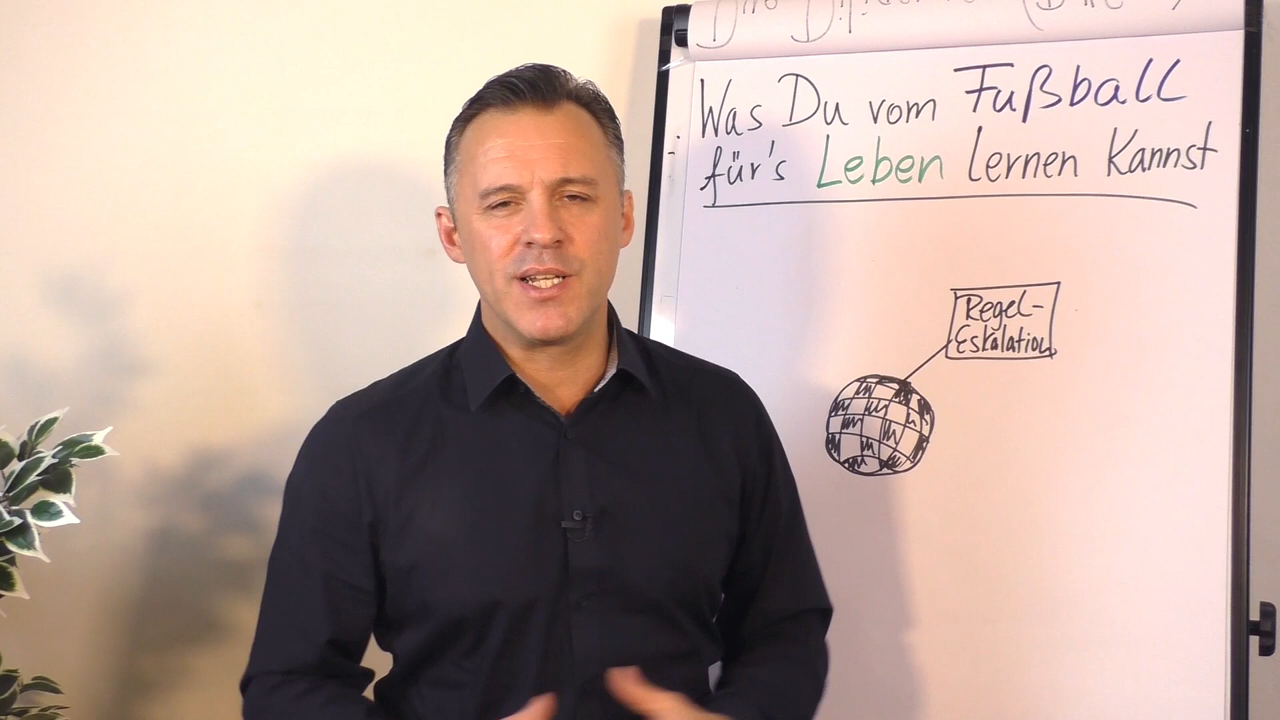 Was Du vom Fußball
für's Leben lernen Kannst
Regel-
Eskalation